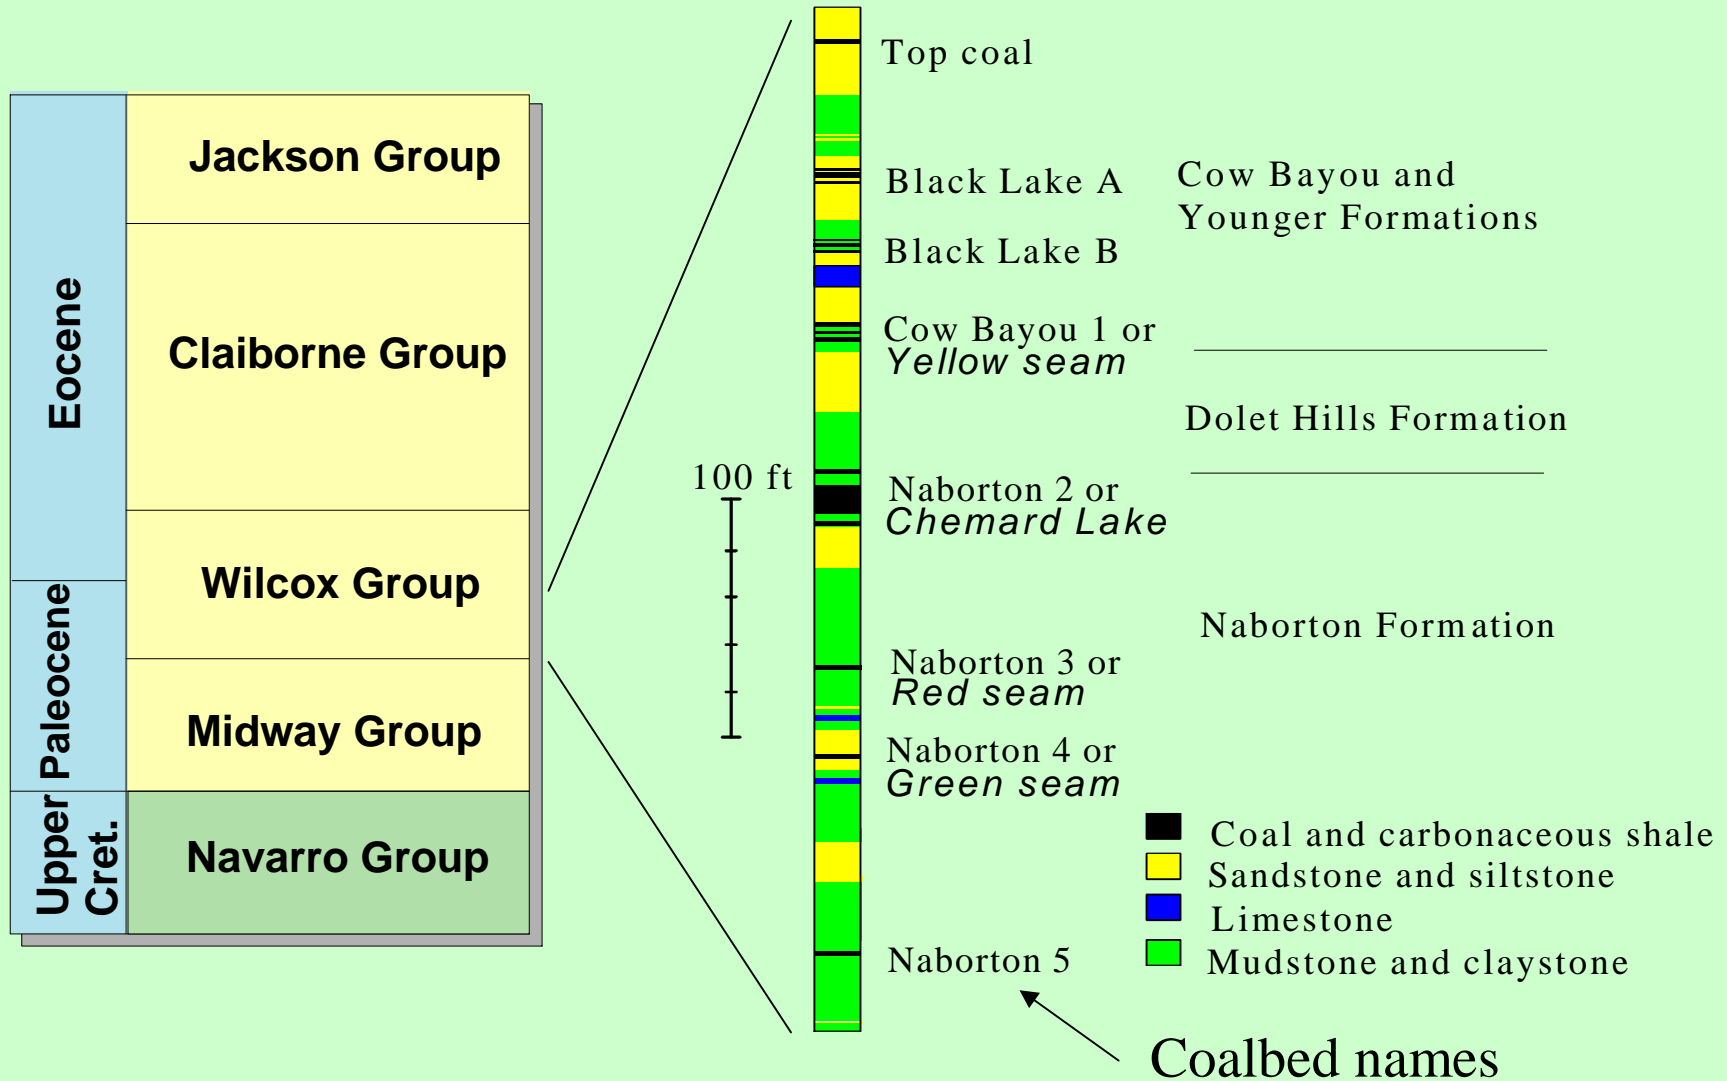 Eocene
Paleocene
Upper
Cret.
Jackson Group
Claiborne Group
Wilcox Group
Midway Group
Navarro Group
100 ft
Top coal
Black Lake A
Black Lake B
Cow Bayou 1 or
Yellow seam
Naborton 2 or
Chemard Lake
Naborton 3 or
Red seam
Naborton 4 or
Green seam
Naborton 5
Cow Bayou and
Younger Formations
Dolet Hills Formation
Naborton Formation
Coal and carbonaceous shale
Sandstone and siltstone
Limestone
Mudstone and claystone
Coalbed names